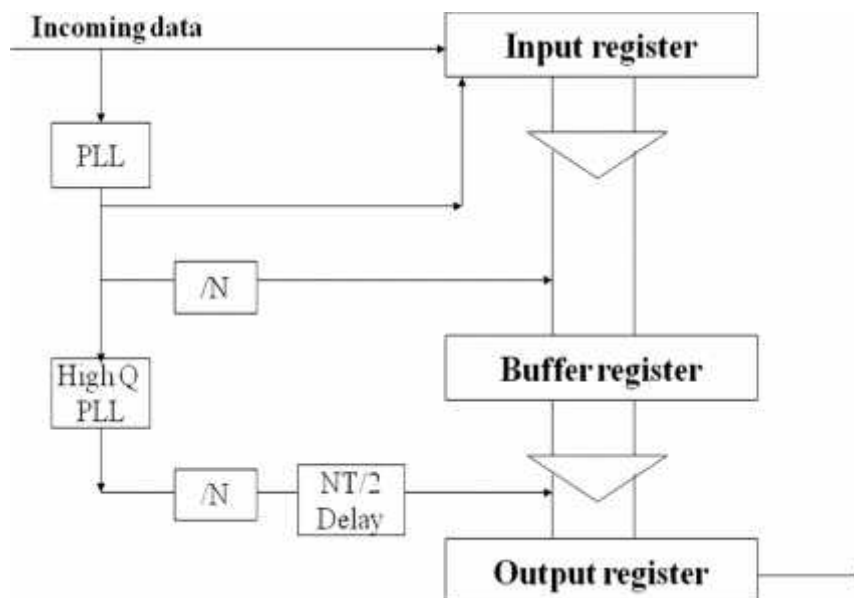 Incoming data
Input register
PLL
/N
Buffer register
High Q
PLL
/N
NT/2
Delay
Output register